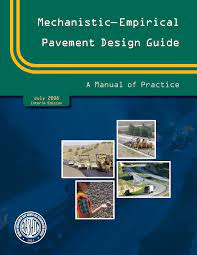 Mechanistic–Empirical
Pavement Design Guide
A Manual of Practice
July 2008
Interim Edition